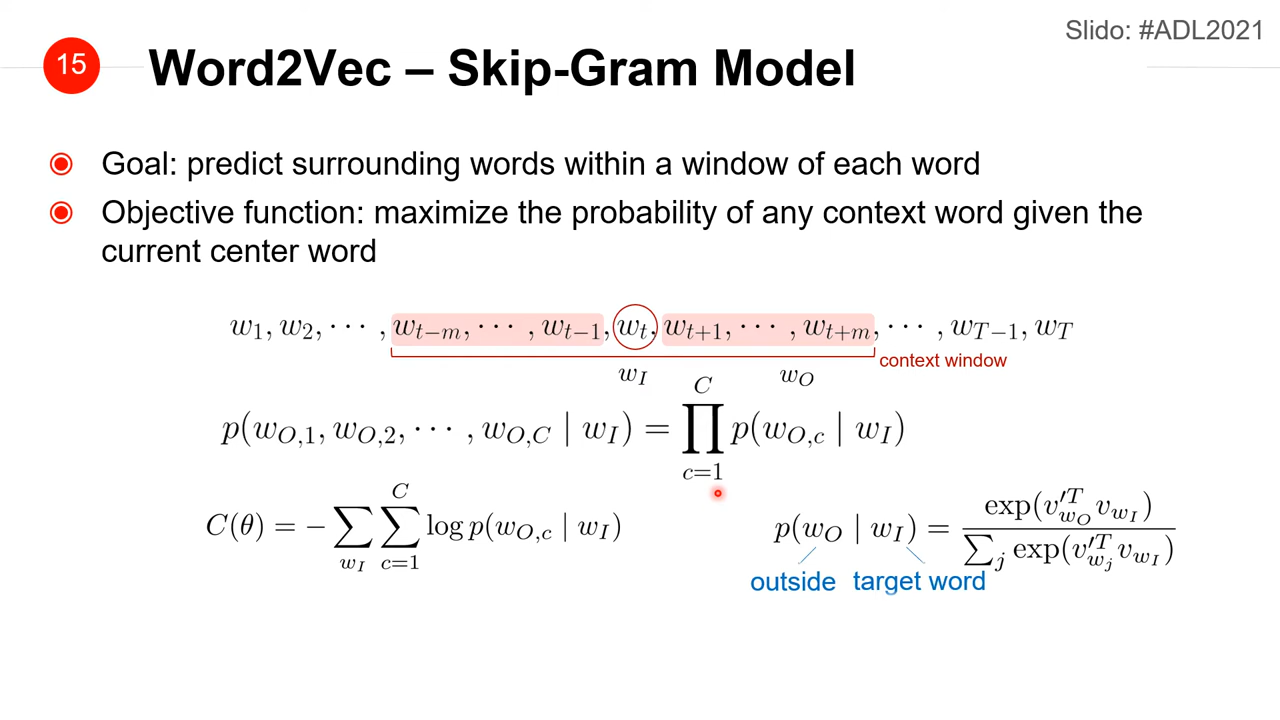 Slido: #ADL2021
15
Word2Vec – Skip-Gram Model
Goal: predict surrounding words within a window of each word
Objective function: maximize the probability of any context word given the
current center word
w_1, w_2, ⋯ , w_{t−m}, ⋯ , w_{t−1}, w_t, w_{t+1}, ⋯ , w_{t+m}, ⋯ , w_{T−1}, w_T
context window
w_I w_O
p(w_{O,1}, w_{O,2}, ⋯ , w_{O,C} | w_I) = ∏_{c=1}^{C} p(w_{O,c} | w_I)
C(θ) = − ∑_{w_I} ∑_{c=1}^{C} log p(w_{O,c} | w_I)
p(w_O | w_I) = exp(v'^T_{w_O} v_{w_I}) / ∑_j exp(v'^T_{w_j} v_{w_I})
outside target word